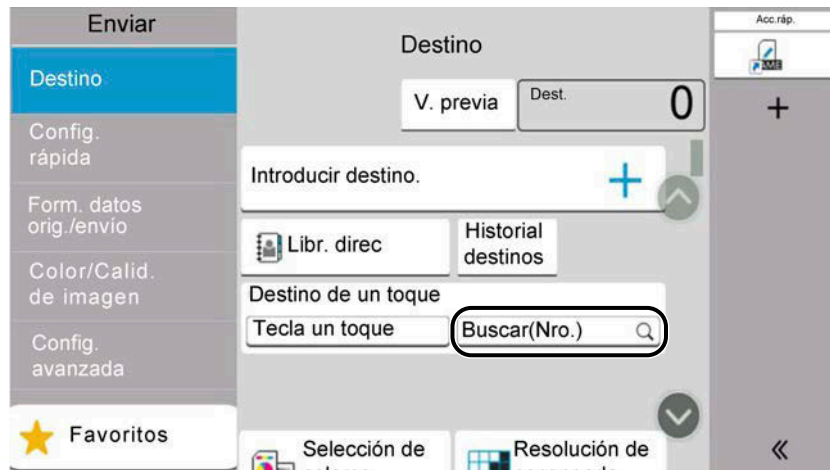 Enviar
Destino
Config.
rápida
Form. datos
orig./envío
Color/Calid.
de imagen
Config.
avanzada
Favoritos
Destino
V. previa
Dest.
0
Introducir destino.
Libr. direc
Historial
destinos
Destino de un toque
Tecla un toque
Buscar(Nro.)
Selección de
Resolución de
Acc.ráp.